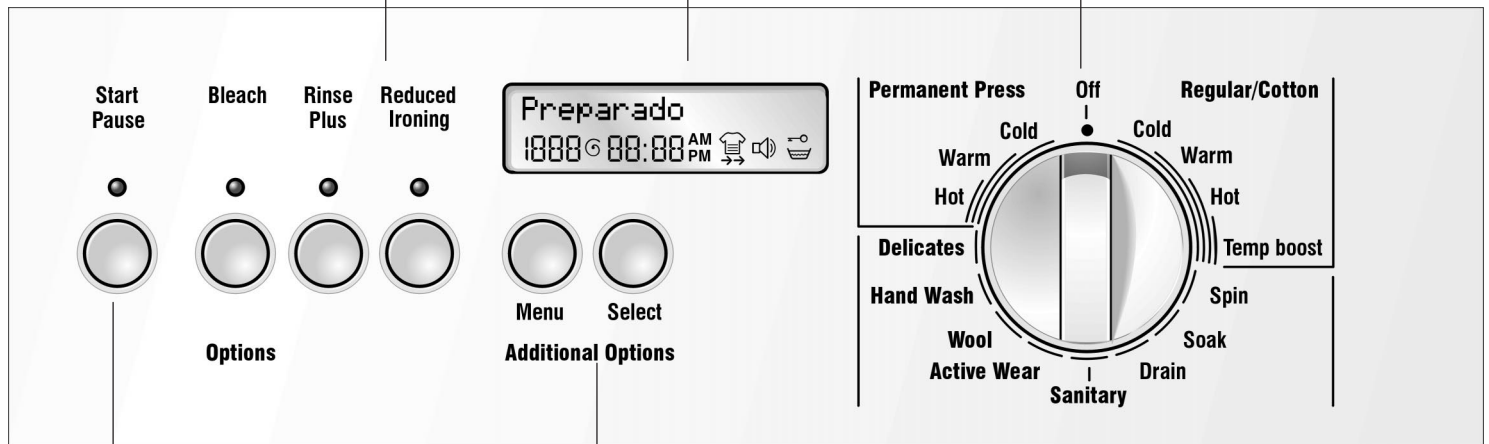 Start
Pause
Bleach
Rinse
Plus
Reduced
Ironing
Preparado
1888 88:88 AM
PM
Menu
Select
Options
Additional Options
Permanent Press
Off
Regular/Cotton
Cold
Warm
Hot
Cold
Warm
Hot
Temp boost
Delicates
Hand Wash
Wool
Active Wear
Sanitary
Drain
Soak
Spin